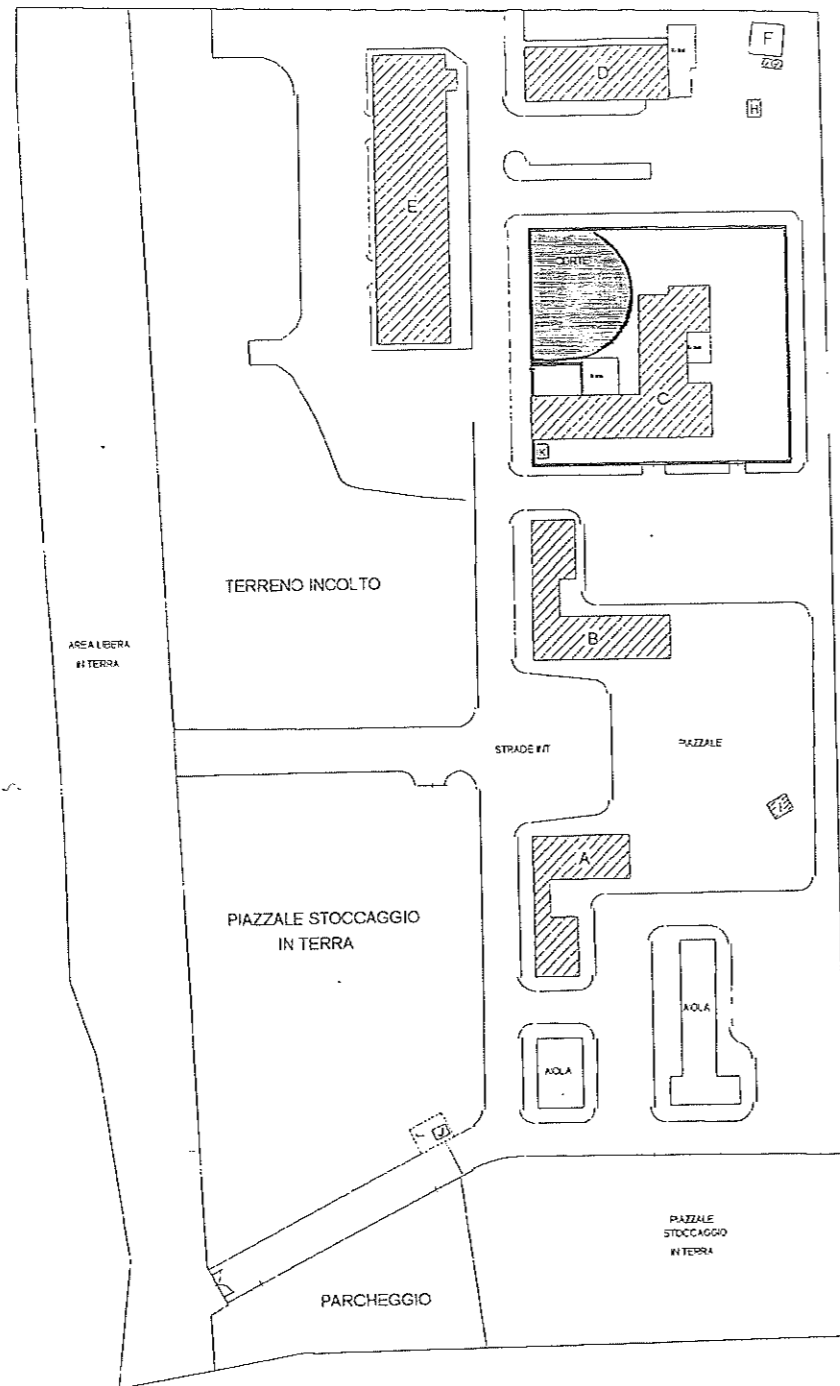 F
D
H
E
CORTE
C
K
TERRENO INCOLTO
B
AREA LIBERA
IN TERRA
STRADE INT
PIAZZALE
A
PIAZZALE STOCCAGGIO
IN TERRA
AIOLA
AIOLA
J
PIAZZALE
STOCCAGGIO
IN TERRA
PARCHEGGIO